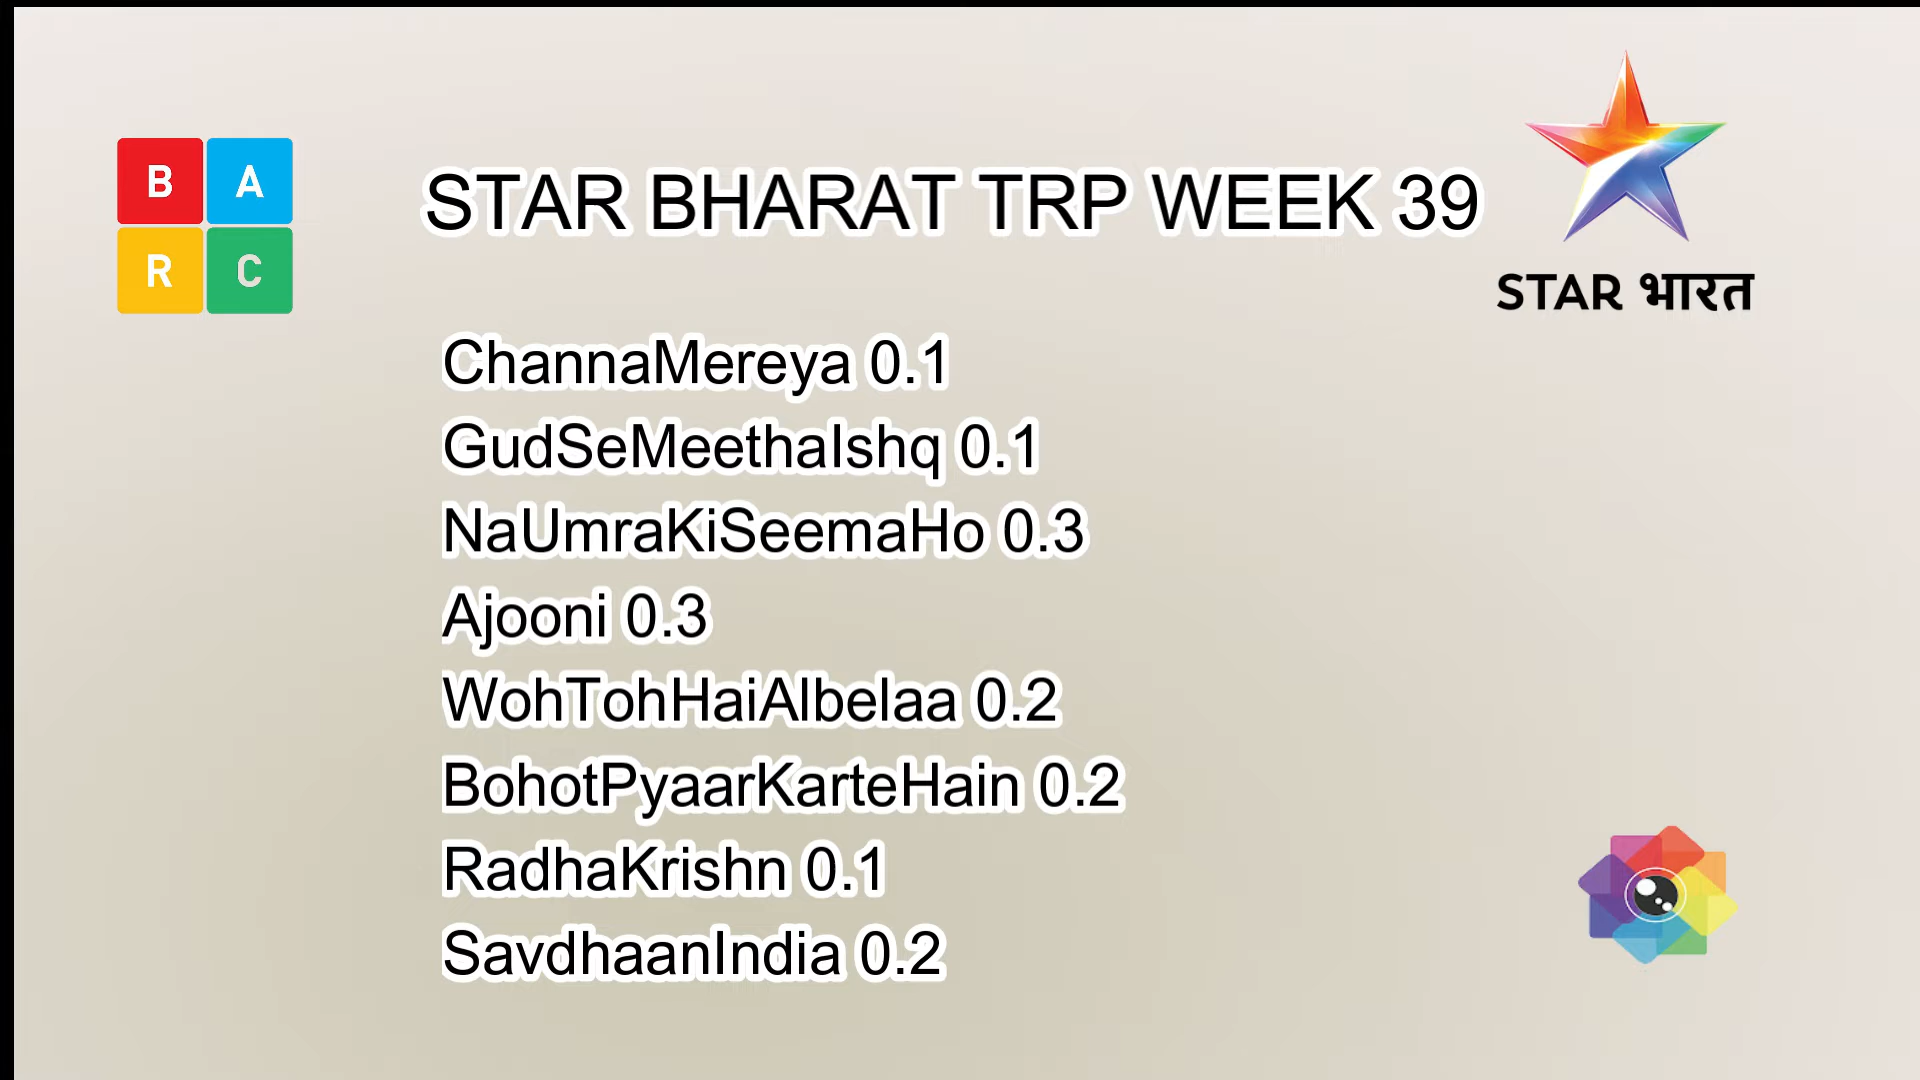 B A
R C
STAR BHARAT TRP WEEK 39
STAR भारत
ChannaMereya 0.1
GudSeMeethaIshq 0.1
NaUmraKiSeemaHo 0.3
Ajooni 0.3
WohTohHaiAlbelaa 0.2
BohotPyaarKarteHain 0.2
RadhaKrishn 0.1
SavdhaanIndia 0.2